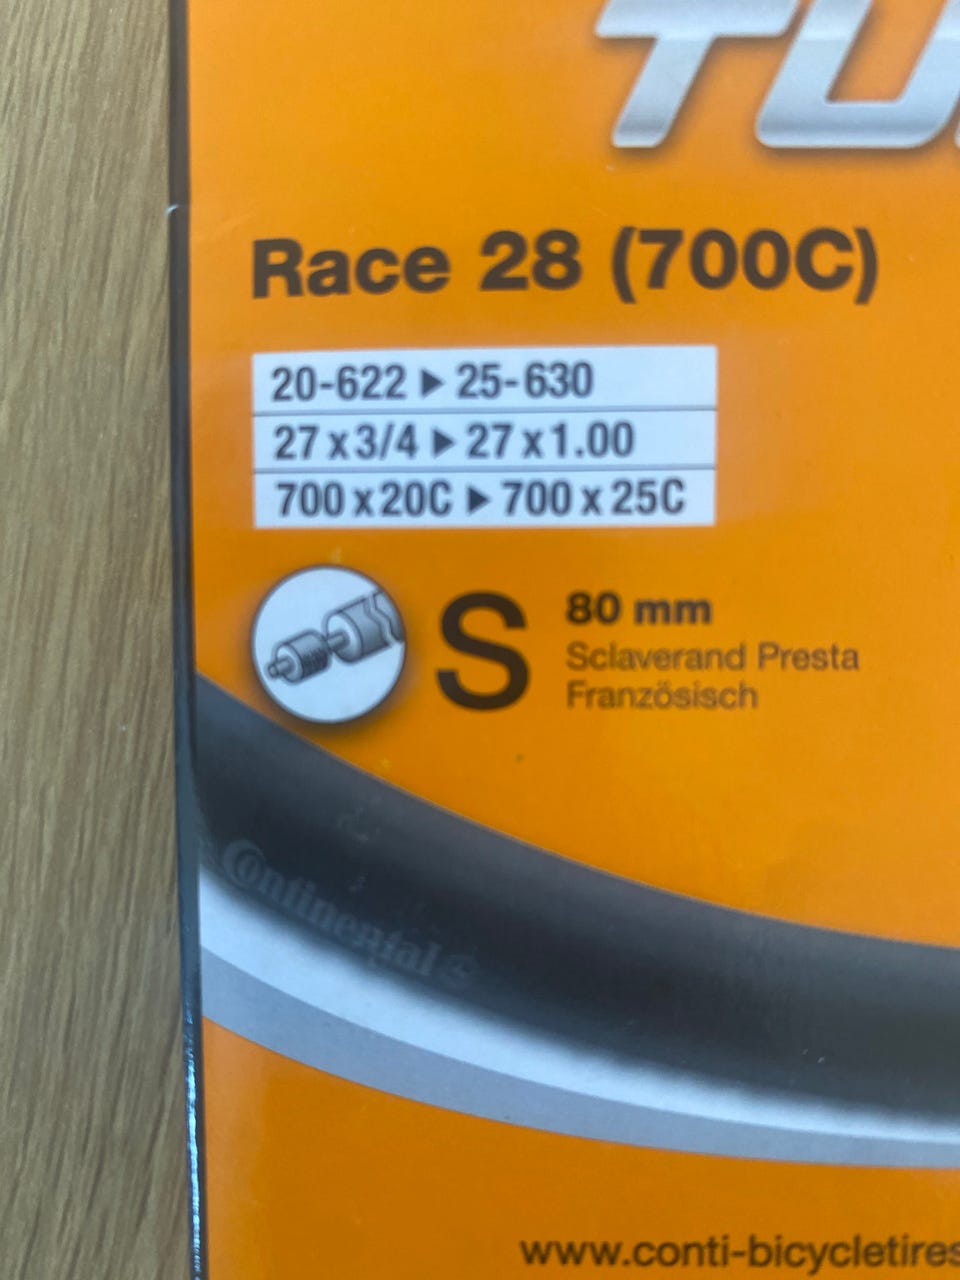 TU
Race 28 (700C)
20-622 ▶ 25-630
27 x 3/4 ▶ 27 x 1.00
700 x 20C ▶ 700 x 25C
S
80 mm
Sclaverand Presta
Französisch
Continental
www.conti-bicycletires